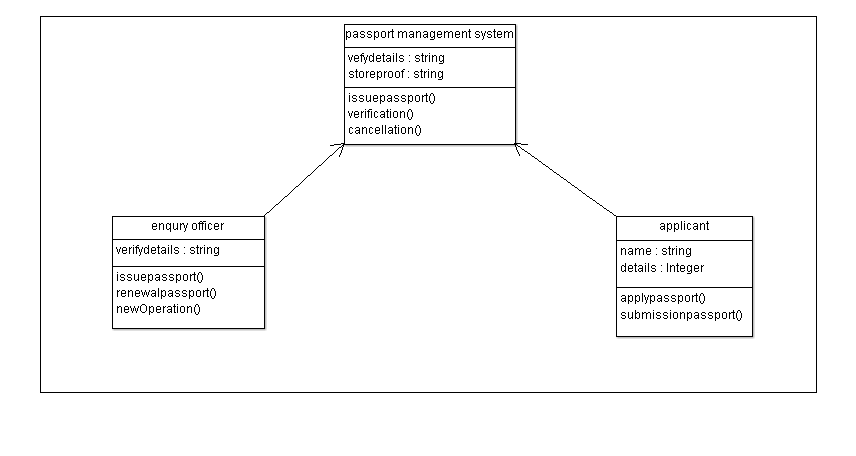 passport management system
vefydetails : string
storeproof : string
issuepassport()
verification()
cancellation()
enqury officer
verifydetails : string
issuepassport()
renewalpassport()
newOperation()
applicant
name : string
details : Integer
applypassport()
submissionpassport()